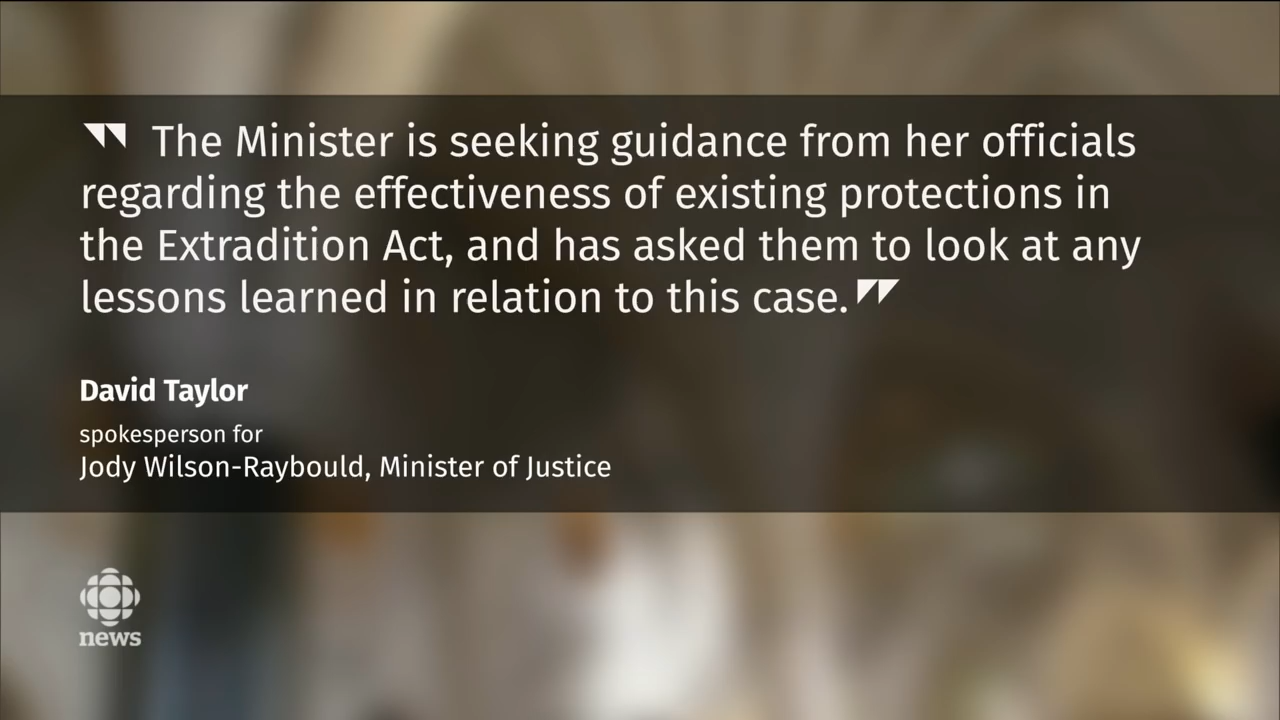 " The Minister is seeking guidance from her officials
regarding the effectiveness of existing protections in
the Extradition Act, and has asked them to look at any
lessons learned in relation to this case."
David Taylor
spokesperson for
Jody Wilson-Raybould, Minister of Justice
news